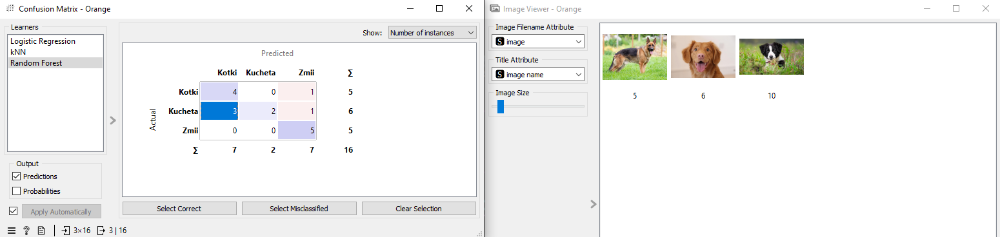 Confusion Matrix - Orange
Learners
Logistic Regression
kNN
Random Forest
Output
Predictions
Probabilities
Apply Automatically
3×16
3 | 16
Show: Number of instances
Predicted
Kotki Kucheta Zmii ∑
Actual
Kotki 4 0 1 5
Kucheta 3 2 1 6
Zmii 0 0 5 5
∑ 7 2 7 16
Select Correct
Select Misclassified
Clear Selection
Image Viewer - Orange
Image Filename Attribute
S image
Title Attribute
S image name
Image Size
5 6 10